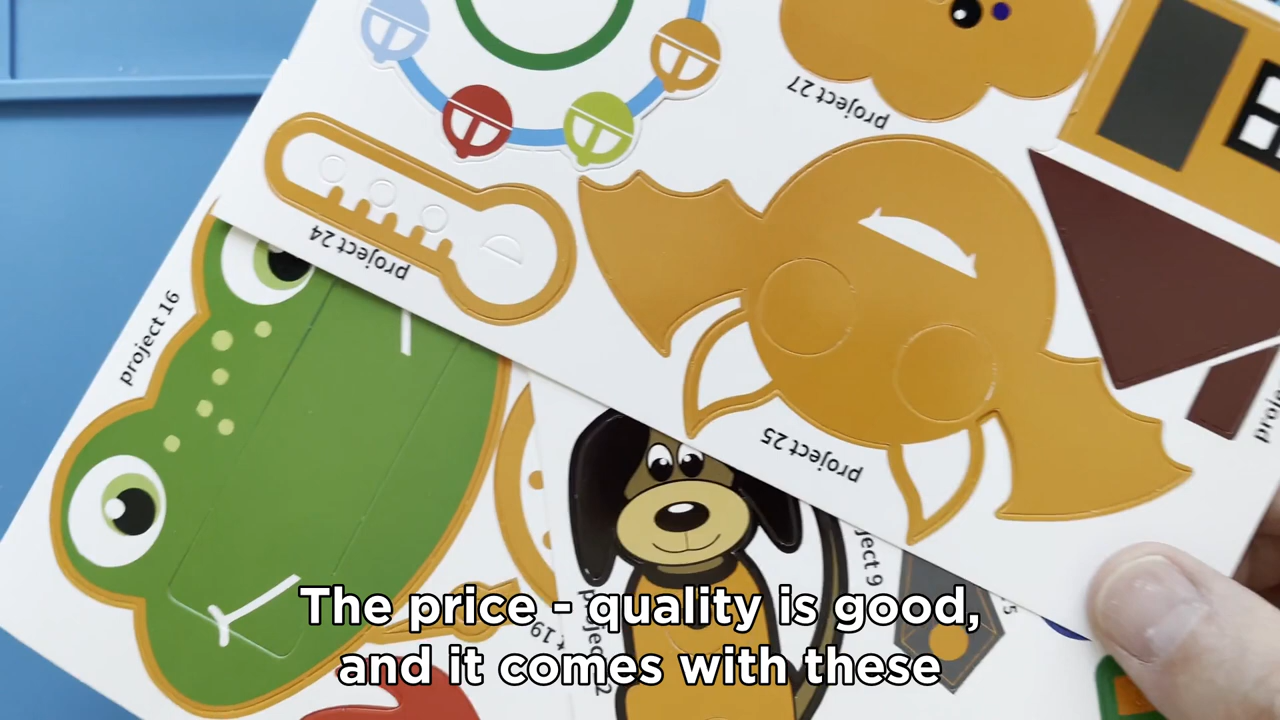 project 27
project 24
project 16
project 25
The price - quality is good,
and it comes with these